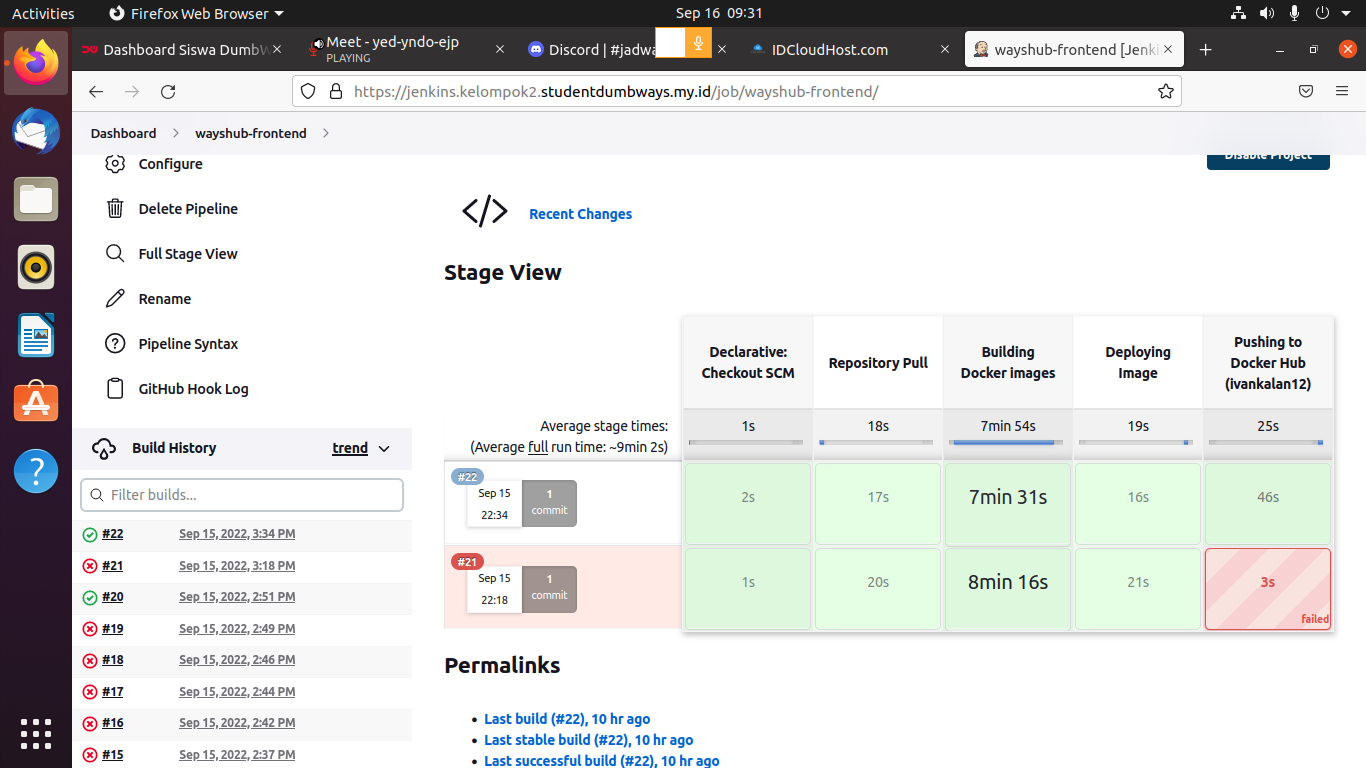 Activities
Firefox Web Browser
Sep 16 09:31
Dashboard Siswa DumbW
Meet - yed-yndo-ejp
PLAYING
Discord | #jadwa
IDCloudHost.com
wayshub-frontend [Jenki
https://jenkins.kelompok2.studentdumbways.my.id/job/wayshub-frontend/
Dashboard
wayshub-frontend
Configure
Delete Pipeline
Full Stage View
Rename
Pipeline Syntax
GitHub Hook Log
Build History
trend
Filter builds...
#22 Sep 15, 2022, 3:34 PM
#21 Sep 15, 2022, 3:18 PM
#20 Sep 15, 2022, 2:51 PM
#19 Sep 15, 2022, 2:49 PM
#18 Sep 15, 2022, 2:46 PM
#17 Sep 15, 2022, 2:44 PM
#16 Sep 15, 2022, 2:42 PM
#15 Sep 15, 2022, 2:37 PM
Disable Project
Recent Changes
Stage View
Declarative:
Checkout SCM
Repository Pull
Building
Docker images
Deploying
Image
Pushing to
Docker Hub
(ivankalan12)
Average stage times:
(Average full run time: ~9min 2s)
1s
18s
7min 54s
19s
25s
#22
Sep 15
22:34
1
commit
2s
17s
7min 31s
16s
46s
#21
Sep 15
22:18
1
commit
1s
20s
8min 16s
21s
3s
failed
Permalinks
Last build (#22), 10 hr ago
Last stable build (#22), 10 hr ago
Last successful build (#22), 10 hr ago